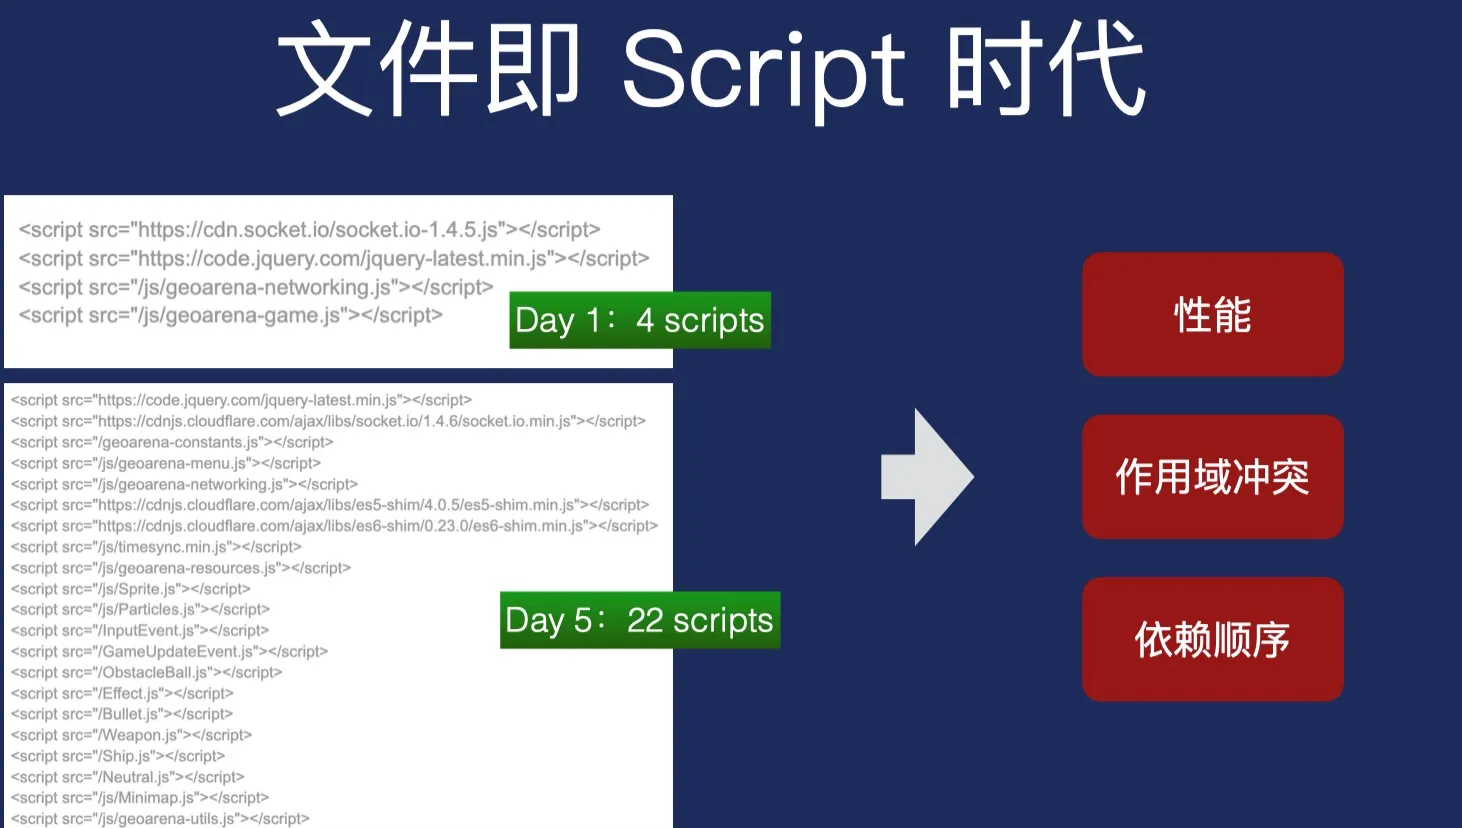 文件即 Script 时代
<script src="https://cdn.socket.io/socket.io-1.4.5.js"></script>
<script src="https://code.jquery.com/jquery-latest.min.js"></script>
<script src="/js/geoarena-networking.js"></script>
<script src="/js/geoarena-game.js"></script>
Day 1：4 scripts
<script src="https://code.jquery.com/jquery-latest.min.js"></script>
<script src="https://cdnjs.cloudflare.com/ajax/libs/socket.io/1.4.6/socket.io.min.js"></script>
<script src="/geoarena-constants.js"></script>
<script src="/js/geoarena-menu.js"></script>
<script src="/js/geoarena-networking.js"></script>
<script src="https://cdnjs.cloudflare.com/ajax/libs/es5-shim/4.0.5/es5-shim.min.js"></script>
<script src="https://cdnjs.cloudflare.com/ajax/libs/es6-shim/0.23.0/es6-shim.min.js"></script>
<script src="/js/timesync.min.js"></script>
<script src="/js/geoarena-resources.js"></script>
<script src="/js/Sprite.js"></script>
<script src="/js/Particles.js"></script>
<script src="/InputEvent.js"></script>
<script src="/GameUpdateEvent.js"></script>
<script src="/ObstacleBall.js"></script>
<script src="/Effect.js"></script>
<script src="/Bullet.js"></script>
<script src="/Weapon.js"></script>
<script src="/Ship.js"></script>
<script src="/Neutral.js"></script>
<script src="/js/Minimap.js"></script>
<script src="/js/geoarena-utils.js"></script>
Day 5：22 scripts
性能
作用域冲突
依赖顺序